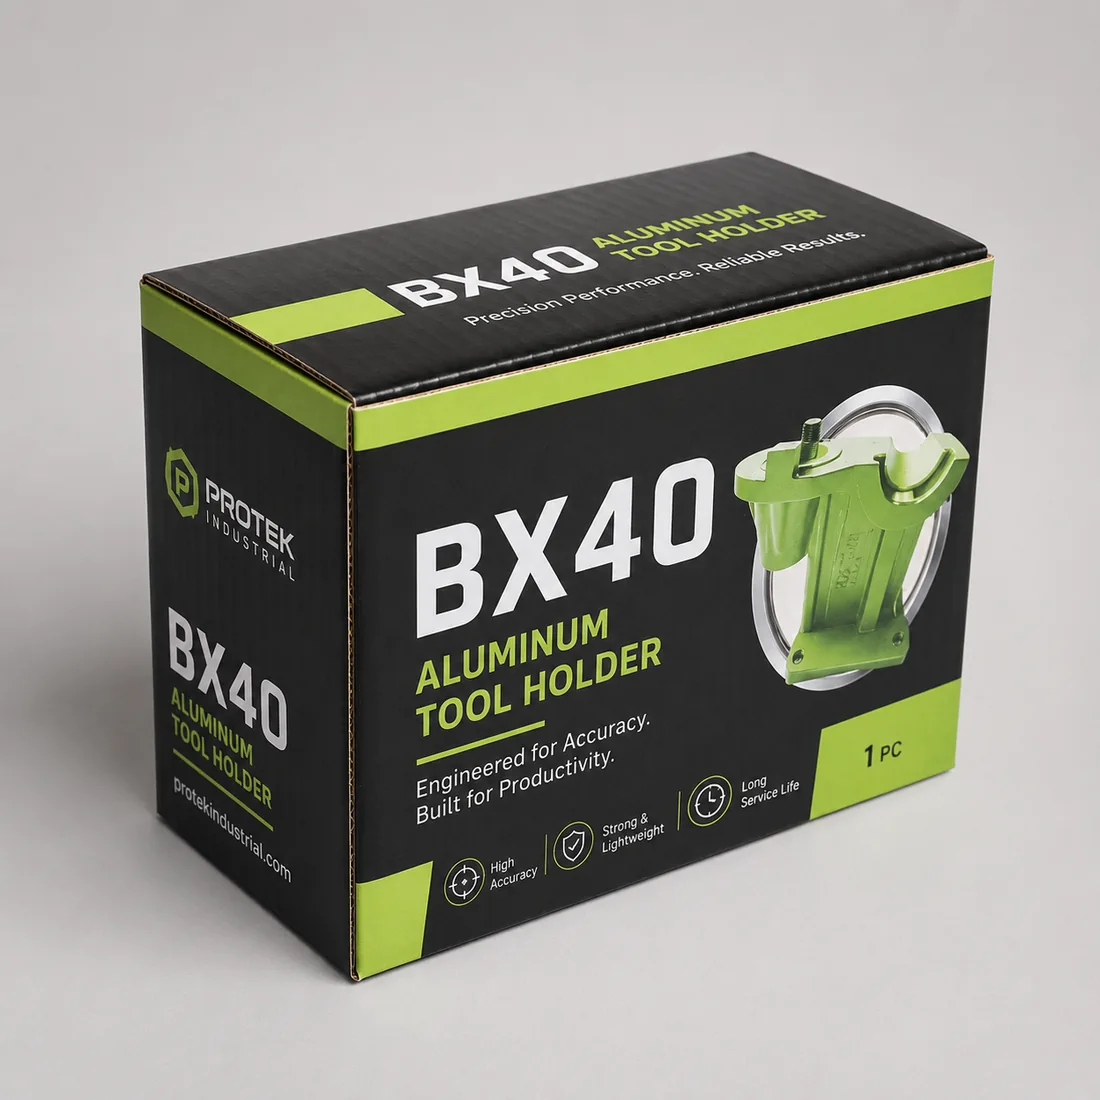 BX40
ALUMINUM
TOOL HOLDER
Precision Performance. Reliable Results.
P
PROTEK
INDUSTRIAL
BX40
ALUMINUM
TOOL HOLDER
protekindustrial.com
BX40
ALUMINUM
TOOL HOLDER
Engineered for Accuracy.
Built for Productivity.
High
Accuracy
Strong &
Lightweight
Long
Service Life
1 PC